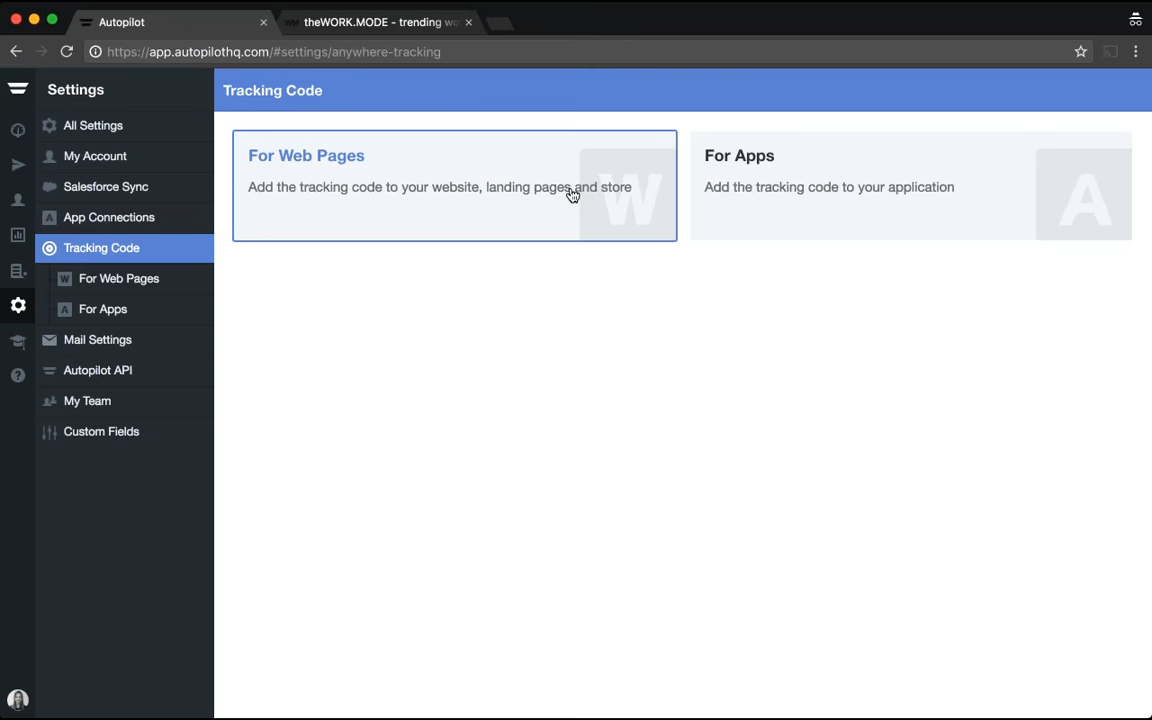 Autopilot
theWORK.MODE - trending wo
https://app.autopilothq.com/#settings/anywhere-tracking
Settings
All Settings
My Account
Salesforce Sync
A App Connections
Tracking Code
W For Web Pages
A For Apps
Mail Settings
Autopilot API
My Team
Custom Fields
Tracking Code
For Web Pages
Add the tracking code to your website, landing pages and store
W
For Apps
Add the tracking code to your application
A